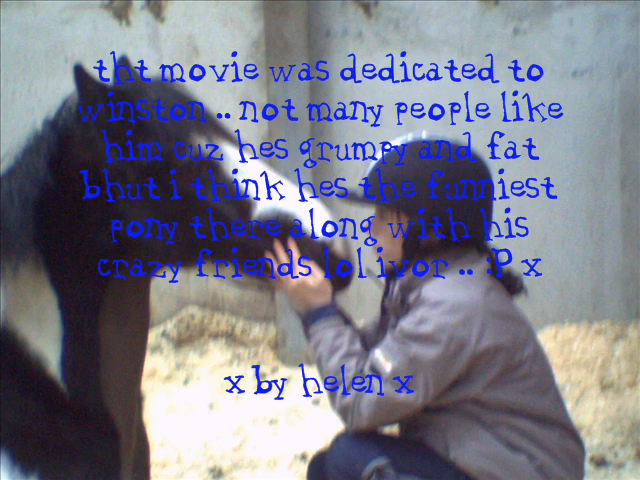 tht movie was dedicated to
winston .. not many people like
him cuz hes grumpy and fat
bhut i think hes the funniest
pony there along with his
crazy friends lol ivor .. :P x
x by helen x